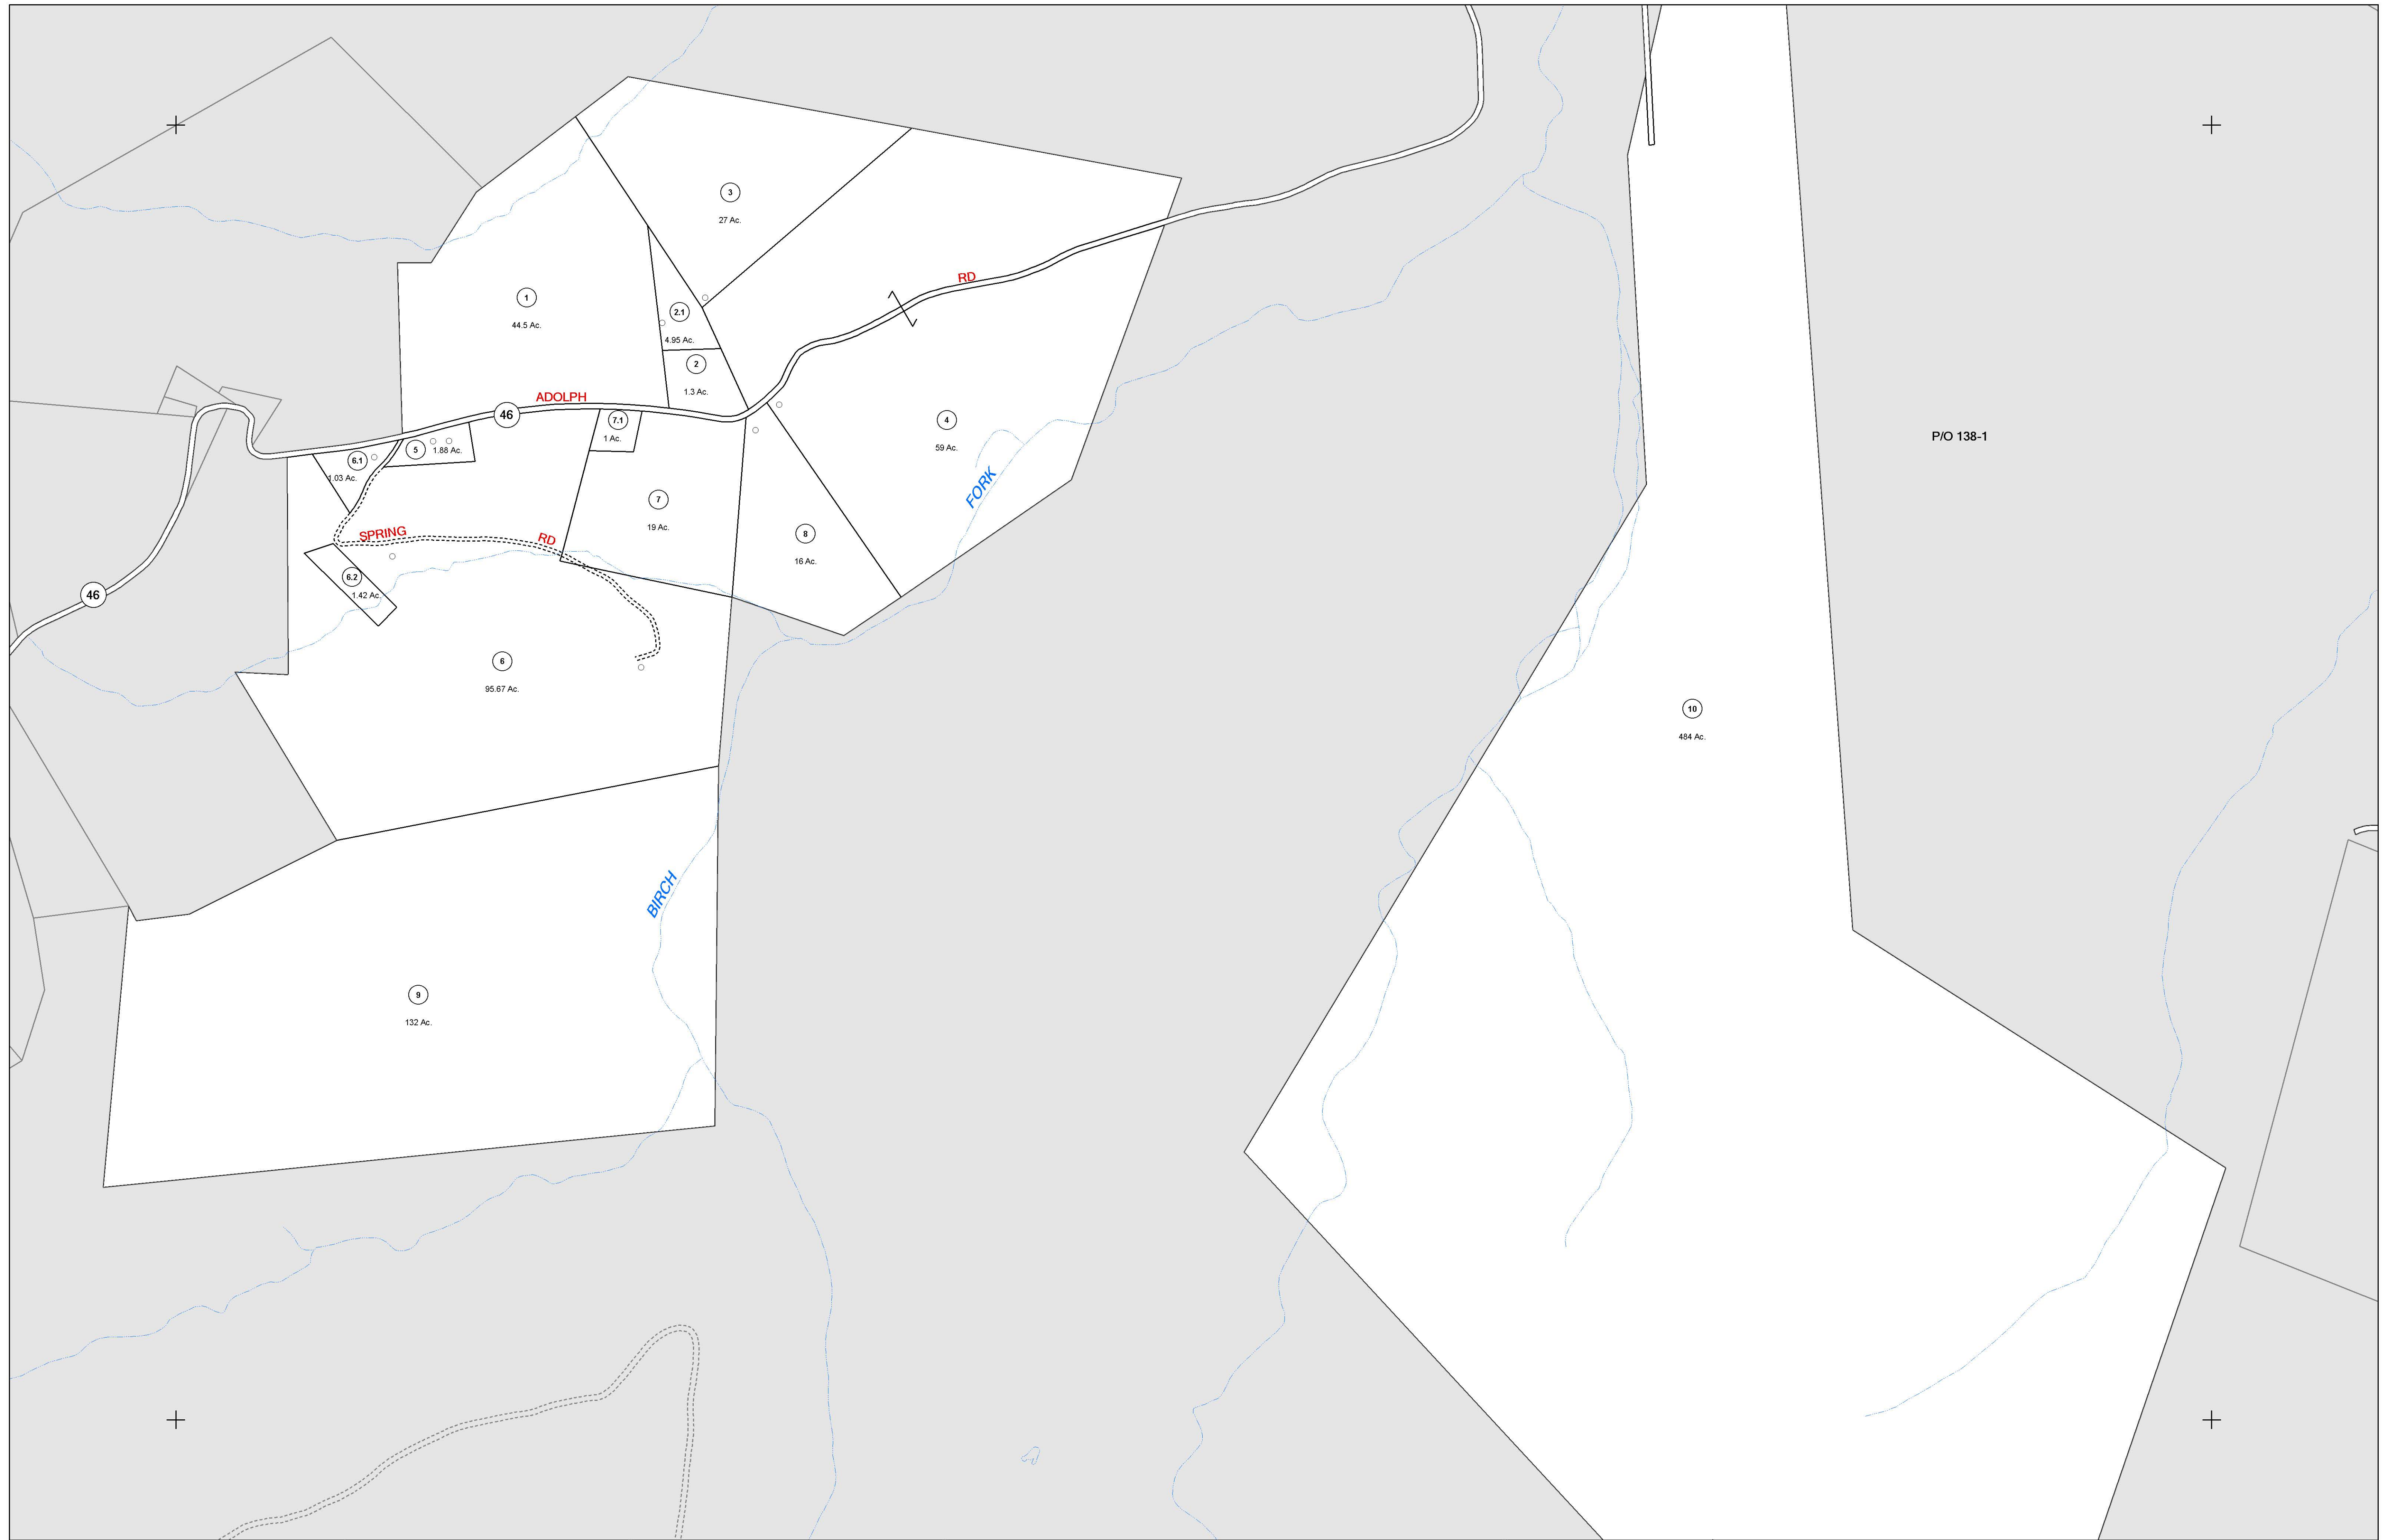 3
27 Ac.
RD
1
44.5 Ac.
2.1
4.95 Ac.
2
1.3 Ac.
ADOLPH
46
7.1
1 Ac.
4
59 Ac.
P/O 138-1
5
1.88 Ac.
6.1
1.03 Ac.
FORK
7
19 Ac.
SPRING
RD
8
16 Ac.
6.2
1.42 Ac.
46
6
95.67 Ac.
10
484 Ac.
BIRCH
9
132 Ac.